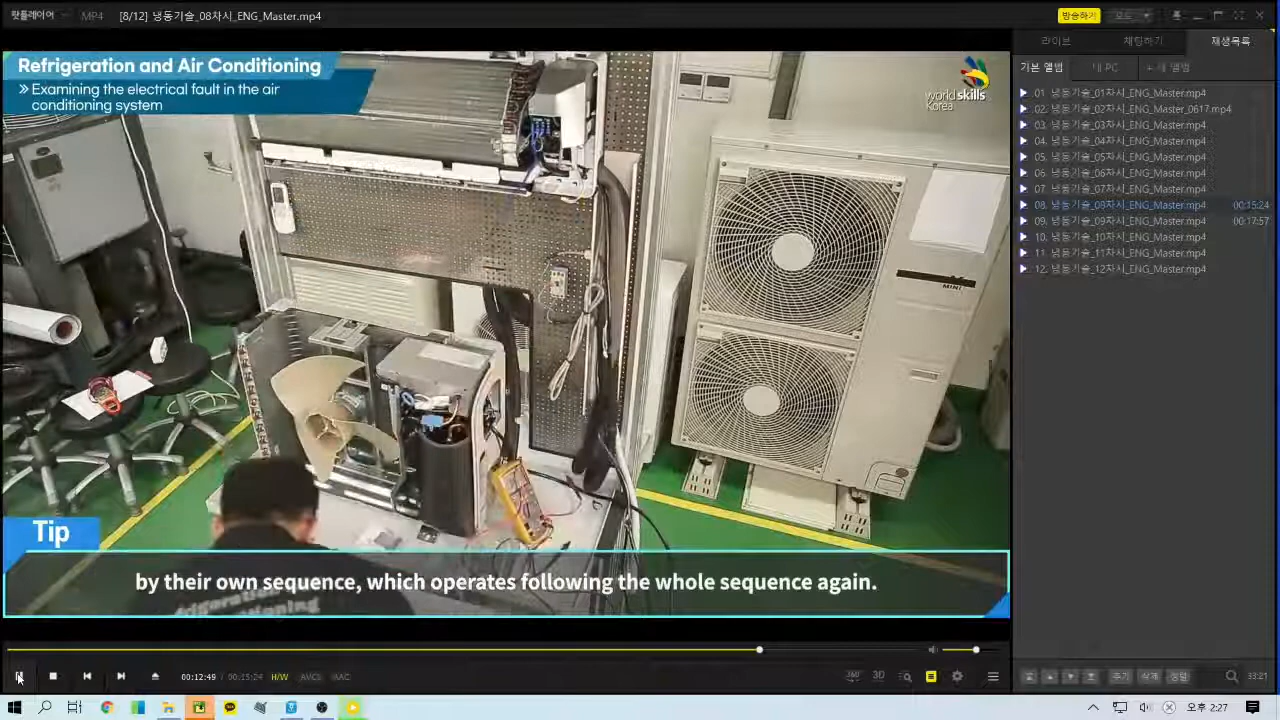 팟플레이어
MP4
[8/12] 냉동기술_08차시_ENG_Master.mp4
방송하기
모드
Refrigeration and Air Conditioning
Examining the electrical fault in the air
conditioning system
world skills
Korea
MINI
Tip
by their own sequence, which operates following the whole sequence again.
00:12:49 / 00:15:24 H/W AVC1 AAC
360°
3D
라이브 채팅하기 재생목록
기본 앨범 내 PC + 새 앨범
01. 냉동기술_01차시_ENG_Master.mp4
02. 냉동기술_02차시_ENG_Master_0617.mp4
03. 냉동기술_03차시_ENG_Master.mp4
04. 냉동기술_04차시_ENG_Master.mp4
05. 냉동기술_05차시_ENG_Master.mp4
06. 냉동기술_06차시_ENG_Master.mp4
07. 냉동기술_07차시_ENG_Master.mp4
08. 냉동기술_08차시_ENG_Master.mp4 00:15:24
09. 냉동기술_09차시_ENG_Master.mp4 00:17:57
10. 냉동기술_10차시_ENG_Master.mp4
11. 냉동기술_11차시_ENG_Master.mp4
12. 냉동기술_12차시_ENG_Master.mp4
추가 삭제 정렬
33:21
오후 2:27